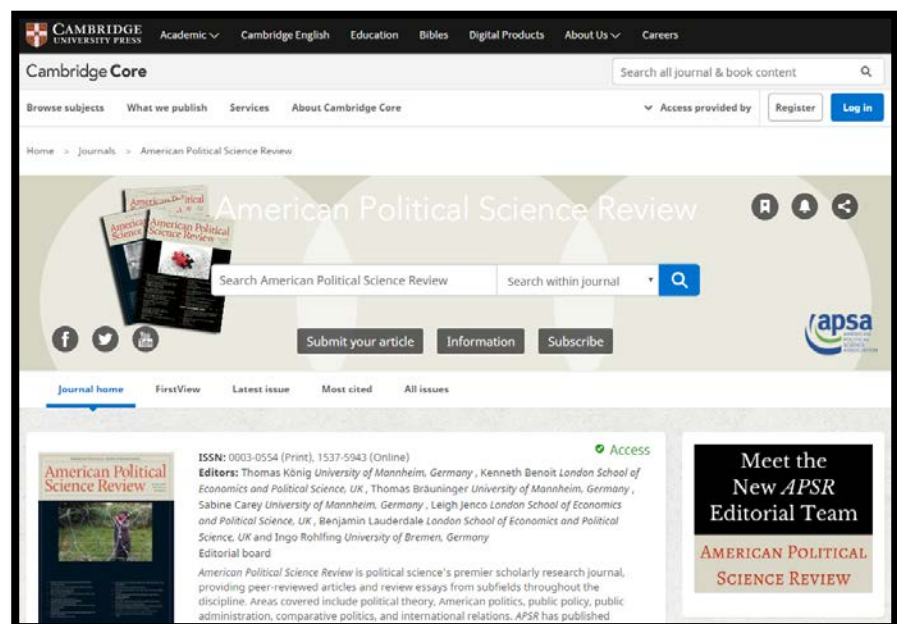 CAMBRIDGE
UNIVERSITY PRESS
Academic Cambridge English Education Bibles Digital Products About Us Careers
Cambridge Core
Search all journal & book content
Browse subjects What we publish Services About Cambridge Core Access provided by Register Log in
Home > Journals > American Political Science Review
American Political Science Review
American Political
Science Review
Search American Political Science Review Search within journal
Submit your article Information Subscribe
apsa
AMERICAN
POLITICAL
SCIENCE
ASSOCIATION
Journal home FirstView Latest issue Most cited All issues
American Political
Science Review
ISSN: 0003-0554 (Print), 1537-5943 (Online)
Access
Editors: Thomas König University of Mannheim, Germany , Kenneth Benoit London School of
Economics and Political Science, UK , Thomas Bräuninger University of Mannheim, Germany ,
Sabine Carey University of Mannheim, Germany , Leigh Jenco London School of Economics
and Political Science, UK , Benjamin Lauderdale London School of Economics and Political
Science, UK and Ingo Rohlfing University of Bremen, Germany
Editorial board
American Political Science Review is political science's premier scholarly research journal,
providing peer-reviewed articles and review essays from subfields throughout the
discipline. Areas covered include political theory, American politics, public policy, public
administration, comparative politics, and international relations. APSR has published
Meet the
New APSR
Editorial Team
AMERICAN POLITICAL
SCIENCE REVIEW